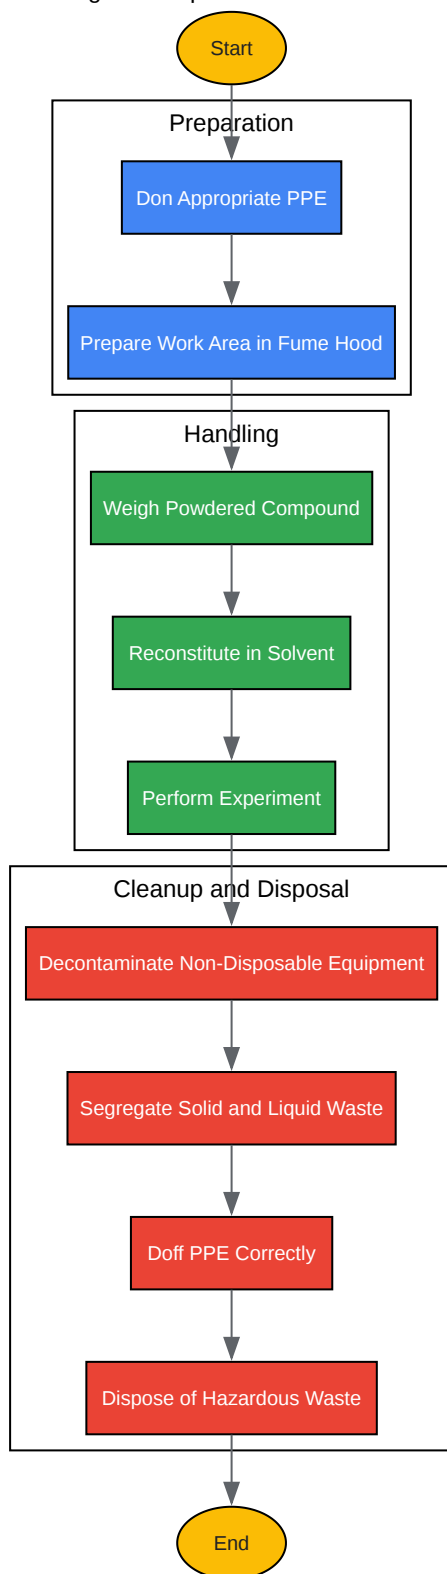 Start
Preparation
Don Appropriate PPE
Prepare Work Area in Fume Hood
Handling
Weigh Powdered Compound
Reconstitute in Solvent
Perform Experiment
Cleanup and Disposal
Decontaminate Non-Disposable Equipment
Segregate Solid and Liquid Waste
Doff PPE Correctly
Dispose of Hazardous Waste
End